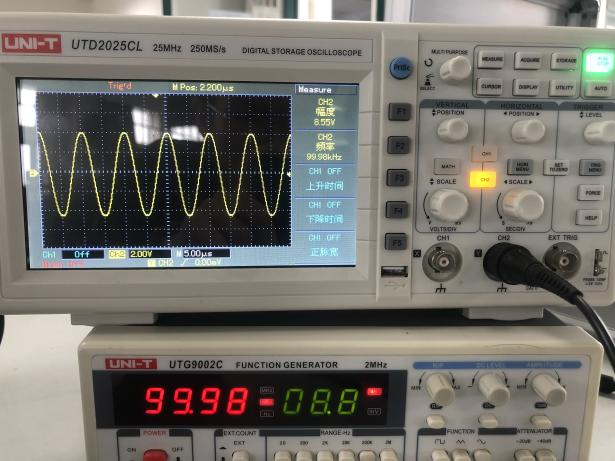 UNI-T UTD2025CL 25MHz 250MS/s DIGITAL STORAGE OSCILLOSCOPE
Trig'd M Pos: 2.200μs Measure
CH2
幅度
8.55V
CH2
频率
99.98kHz
CH1 OFF
上升时间
CH1 OFF
下降时间
CH1 OFF
正脉宽
Ch1 Off Ch2 2.00V M 5.00μs
CH2 / 0.00mV
PrtSc
F1
F2
F3
F4
F5
MULTI PURPOSE
SELECT
MEASURE ACQUIRE STORAGE
CURSOR DISPLAY UTILITY AUTO
VERTICAL HORIZONTAL TRIGGER
POSITION POSITION LEVEL
CH1
MATH CH2 HORI MENU SET TO ZERO TRIG MENU
SCALE SCALE FORCE
HELP
VOLTS/DIV SEC/DIV
CH1 CH2 EXT TRIG
X Y
UNI-T UTG9002C FUNCTION GENERATOR 2MHz
99.98 08.8
MHz
Hz
mV
DC LEVEL AMPLITUDE
MIN MAX
POWER EXT.COUNT RANGE-Hz FUNCTION ATTENUATOR
ON OFF EXT 20 200 2K 20K 200K 2M -20dB -40dB